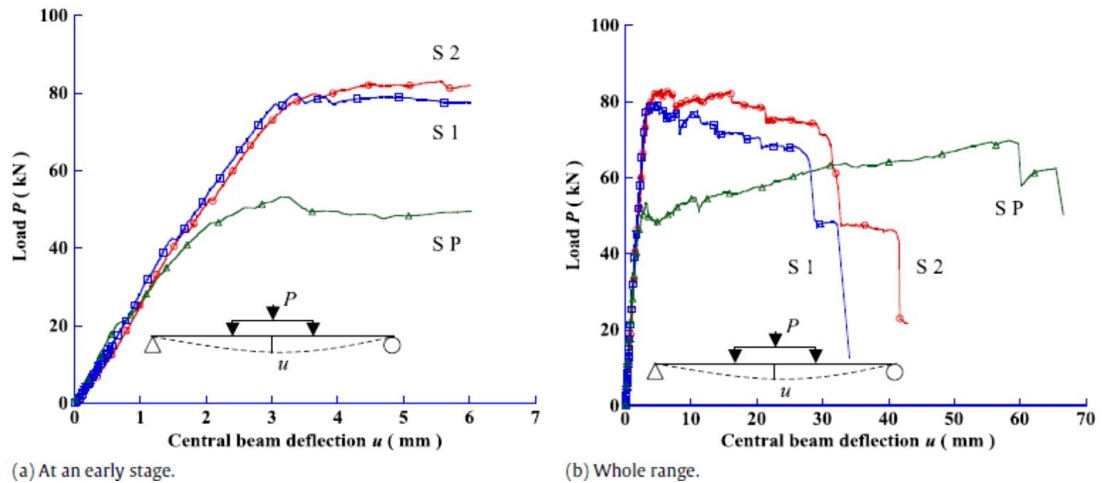 100
80
60
40
20
0
Load P ( kN )
S 2
S 1
S P
P
u
0 1 2 3 4 5 6 7
Central beam deflection u ( mm )
(a) At an early stage.
100
80
60
40
20
0
Load P ( kN )
S P
S 1
S 2
P
u
0 10 20 30 40 50 60 70
Central beam deflection u ( mm )
(b) Whole range.